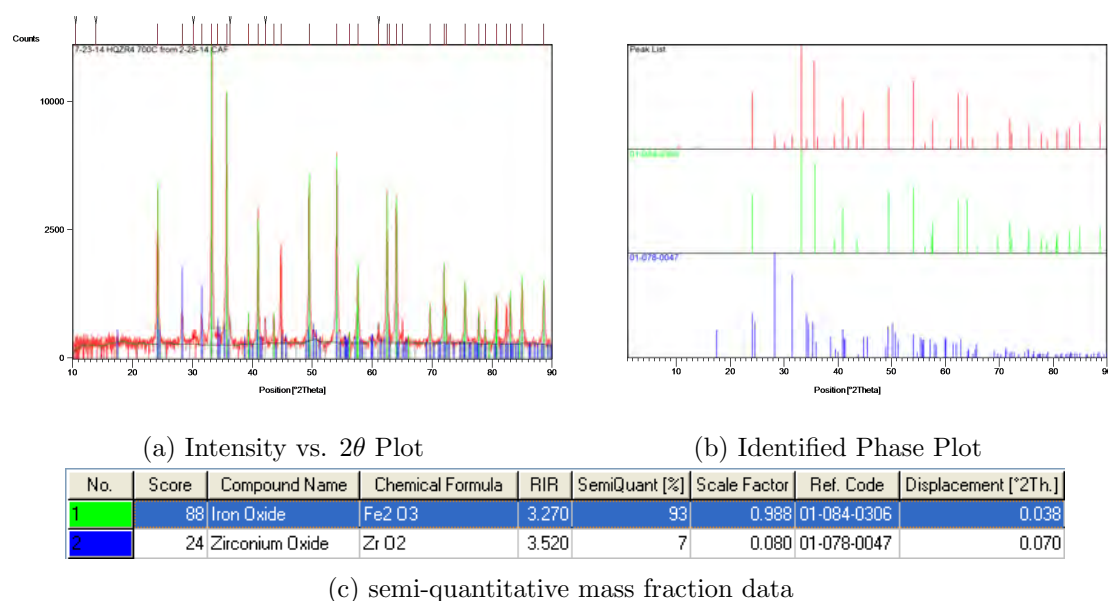 Counts
7-23-14 HQZR4 700C from 2-28-14 CAF
10000
2500
0
10 20 30 40 50 60 70 80 90
Position [°2Theta]
Peak List
01-084-0306
01-078-0047
10 20 30 40 50 60 70 80 90
Position [°2Theta]
(a) Intensity vs. 2θ Plot
(b) Identified Phase Plot
No. Score Compound Name Chemical Formula RIR SemiQuant [%] Scale Factor Ref. Code Displacement [°2Th.]
1 88 Iron Oxide Fe2 O3 3.270 93 0.988 01-084-0306 0.038
2 24 Zirconium Oxide Zr O2 3.520 7 0.080 01-078-0047 0.070
(c) semi-quantitative mass fraction data